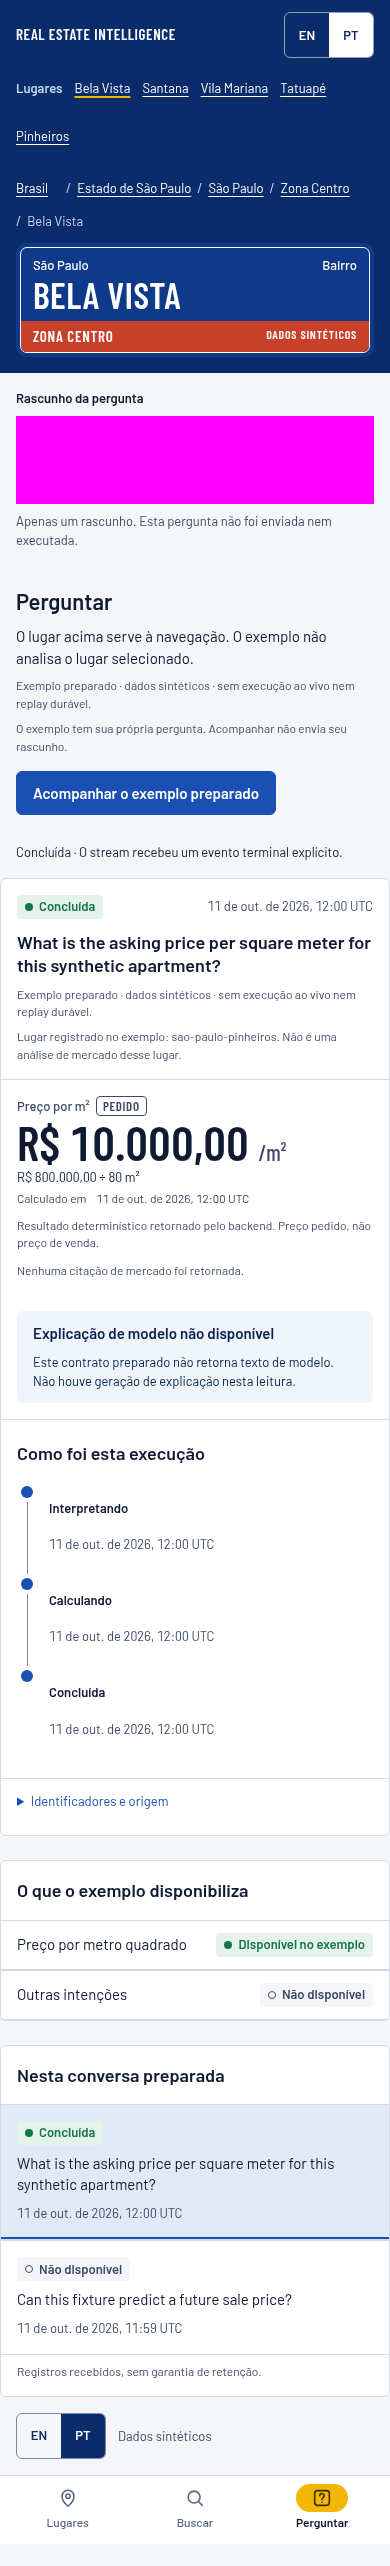 REAL ESTATE INTELLIGENCE
EN PT
Lugares Bela Vista Santana Vila Mariana Tatuapé
Pinheiros
Brasil / Estado de São Paulo / São Paulo / Zona Centro
/ Bela Vista
São Paulo Bairro
BELA VISTA
ZONA CENTRO DADOS SINTÉTICOS
Rascunho da pergunta
Apenas um rascunho. Esta pergunta não foi enviada nem
executada.
Perguntar
O lugar acima serve à navegação. O exemplo não
analisa o lugar selecionado.
Exemplo preparado · dados sintéticos · sem execução ao vivo nem
replay durável.
O exemplo tem sua própria pergunta. Acompanhar não envia seu
rascunho.
Acompanhar o exemplo preparado
Concluída · O stream recebeu um evento terminal explícito.
Concluída 11 de out. de 2026, 12:00 UTC
What is the asking price per square meter for
this synthetic apartment?
Exemplo preparado · dados sintéticos · sem execução ao vivo nem
replay durável.
Lugar registrado no exemplo: sao-paulo-pinheiros. Não é uma
análise de mercado desse lugar.
Preço por m² PEDIDO
R$ 10.000,00 /m²
R$ 800.000,00 ÷ 80 m²
Calculado em 11 de out. de 2026, 12:00 UTC
Resultado determinístico retornado pelo backend. Preço pedido, não
preço de venda.
Nenhuma citação de mercado foi retornada.
Explicação de modelo não disponível
Este contrato preparado não retorna texto de modelo.
Não houve geração de explicação nesta leitura.
Como foi esta execução
Interpretando
11 de out. de 2026, 12:00 UTC
Calculando
11 de out. de 2026, 12:00 UTC
Concluída
11 de out. de 2026, 12:00 UTC
Identificadores e origem
O que o exemplo disponibiliza
Preço por metro quadrado Disponível no exemplo
Outras intenções Não disponível
Nesta conversa preparada
Concluída
What is the asking price per square meter for this
synthetic apartment?
11 de out. de 2026, 12:00 UTC
Não disponível
Can this fixture predict a future sale price?
11 de out. de 2026, 11:59 UTC
Registros recebidos, sem garantia de retenção.
EN PT Dados sintéticos
Lugares Buscar Perguntar